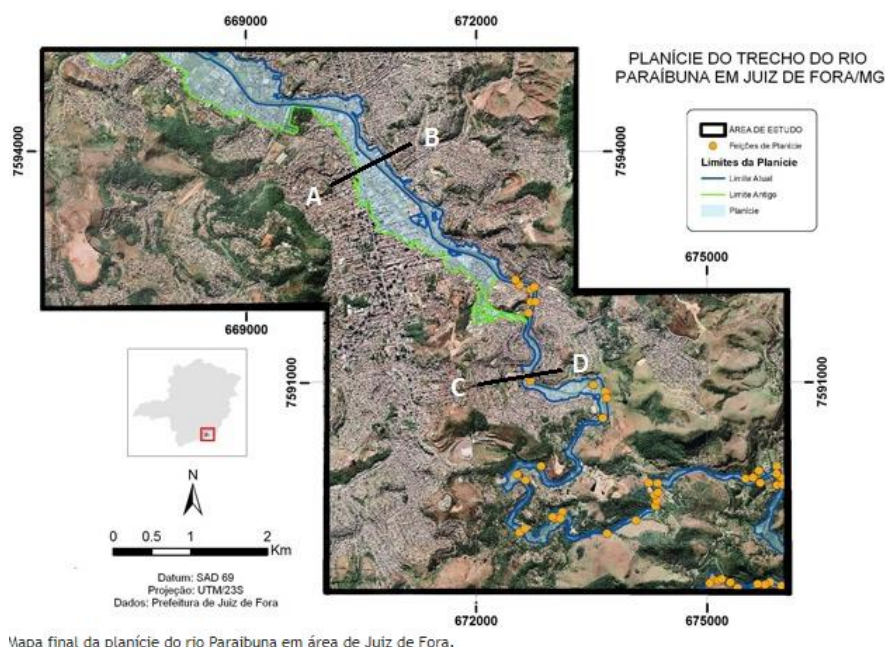 669000
672000
PLANÍCIE DO TRECHO DO RIO
PARAÍBUNA EM JUIZ DE FORA/MG
ÁREA DE ESTUDO
Feições de Planície
Limites da Planície
Limite Atual
Limite Antigo
Planície
7594000
7594000
B
A
675000
669000
D
C
7591000
7591000
N
0 0.5 1 2
Km
Datum: SAD 69
Projeção: UTM/23S
Dados: Prefeitura de Juiz de Fora
672000
675000
Mapa final da planície do rio Paraibuna em área de Juiz de Fora.